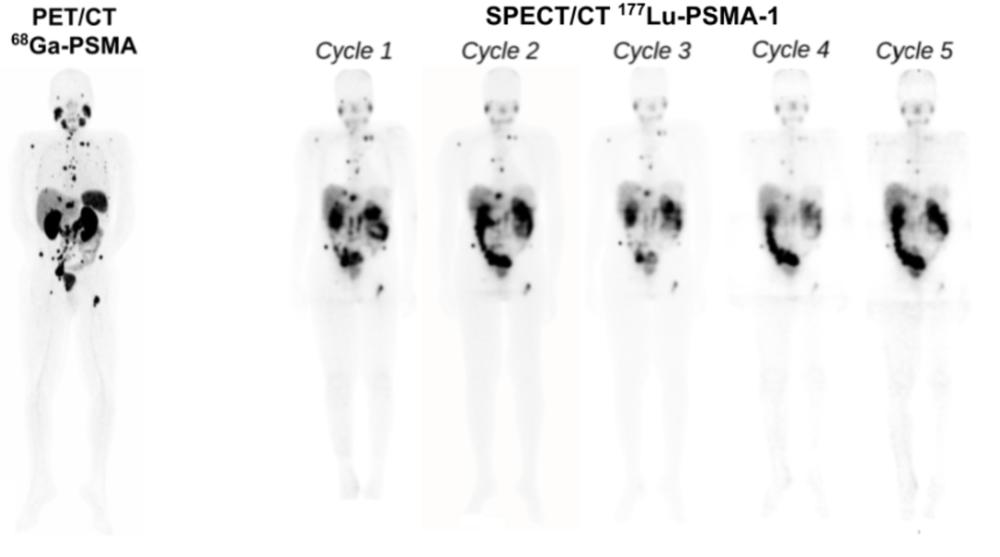 PET/CT
⁶⁸Ga-PSMA
SPECT/CT ¹⁷⁷Lu-PSMA-1
Cycle 1
Cycle 2
Cycle 3
Cycle 4
Cycle 5